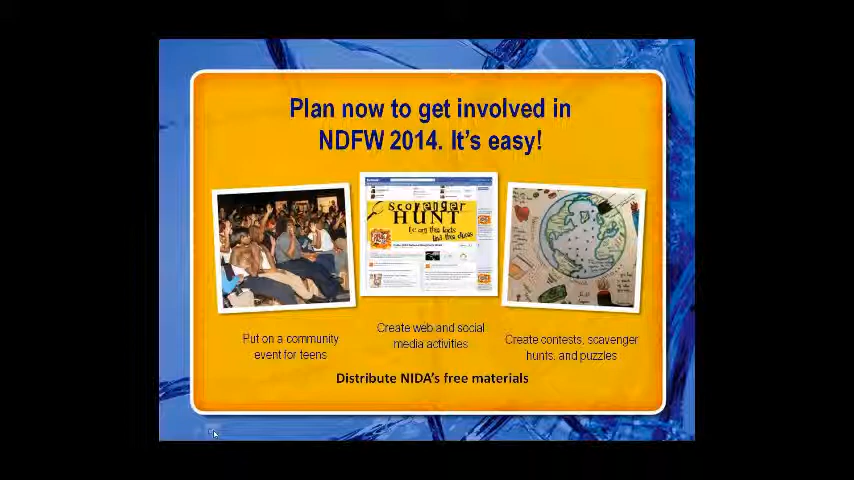 Plan now to get involved in
NDFW 2014. It's easy!
scavenger
HUNT
Put on a community
event for teens
Create web and social
media activities
Create contests, scavenger
hunts, and puzzles
Distribute NIDA's free materials